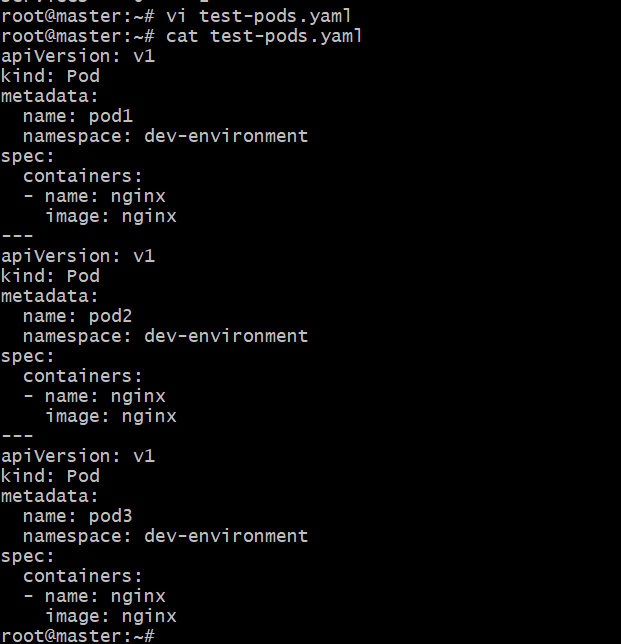 root@master:~# vi test-pods.yaml
root@master:~# cat test-pods.yaml
apiVersion: v1
kind: Pod
metadata:
  name: pod1
  namespace: dev-environment
spec:
  containers:
  - name: nginx
    image: nginx
---
apiVersion: v1
kind: Pod
metadata:
  name: pod2
  namespace: dev-environment
spec:
  containers:
  - name: nginx
    image: nginx
---
apiVersion: v1
kind: Pod
metadata:
  name: pod3
  namespace: dev-environment
spec:
  containers:
  - name: nginx
    image: nginx
root@master:~#